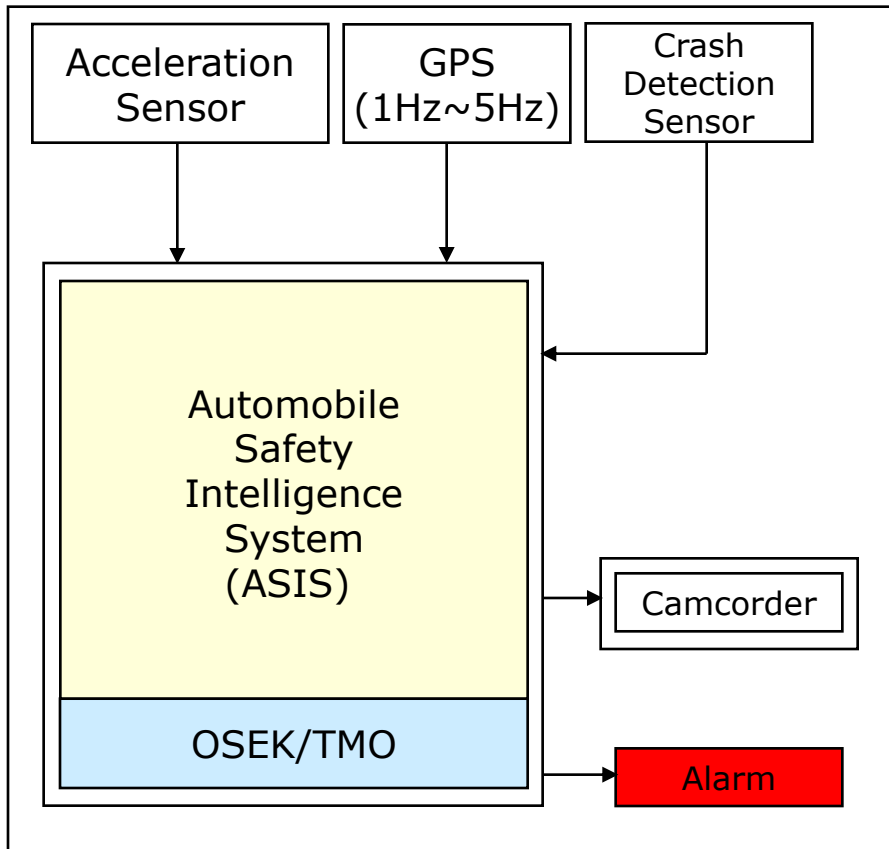 Acceleration
Sensor
GPS
(1Hz~5Hz)
Crash
Detection
Sensor
Automobile
Safety
Intelligence
System
(ASIS)
Camcorder
OSEK/TMO
Alarm